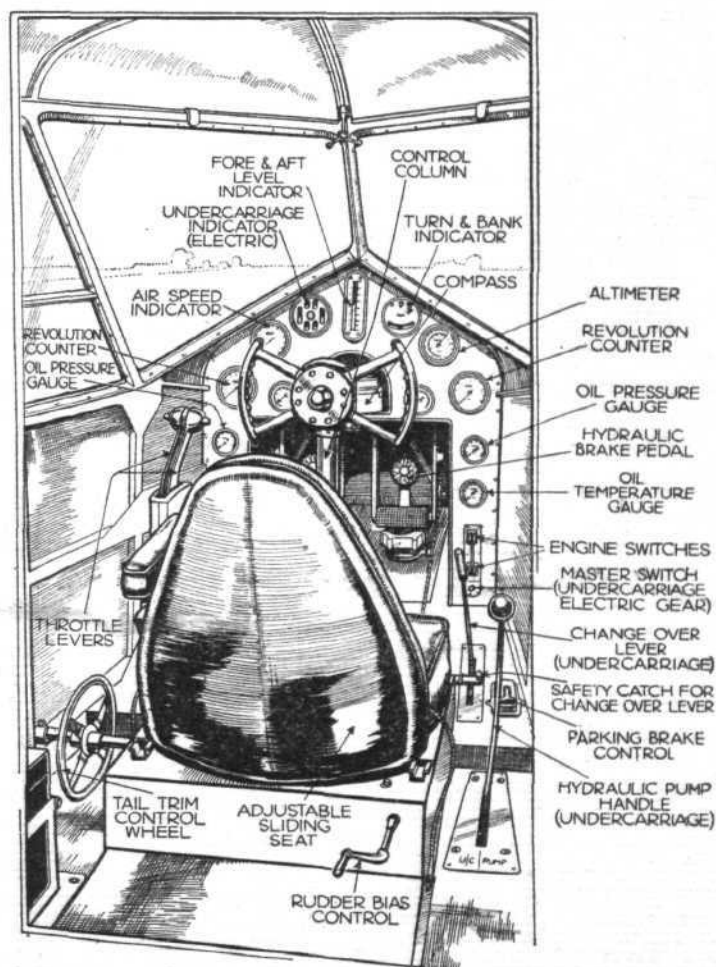 FORE & AFT
LEVEL
INDICATOR
UNDERCARRIAGE
INDICATOR
(ELECTRIC)
AIR SPEED
INDICATOR
REVOLUTION
COUNTER
OIL PRESSURE
GAUGE
CONTROL
COLUMN
TURN & BANK
INDICATOR
COMPASS
ALTIMETER
REVOLUTION
COUNTER
OIL PRESSURE
GAUGE
HYDRAULIC
BRAKE PEDAL
OIL
TEMPERATURE
GAUGE
ENGINE SWITCHES
MASTER SWITCH
(UNDERCARRIAGE
ELECTRIC GEAR)
THROTTLE
LEVERS
CHANGE OVER
LEVER
(UNDERCARRIAGE)
SAFETY CATCH FOR
CHANGE OVER LEVER
PARKING BRAKE
CONTROL
HYDRAULIC PUMP
HANDLE
(UNDERCARRIAGE)
TAIL TRIM
CONTROL
WHEEL
ADJUSTABLE
SLIDING
SEAT
RUDDER BIAS
CONTROL
U/C PUMP